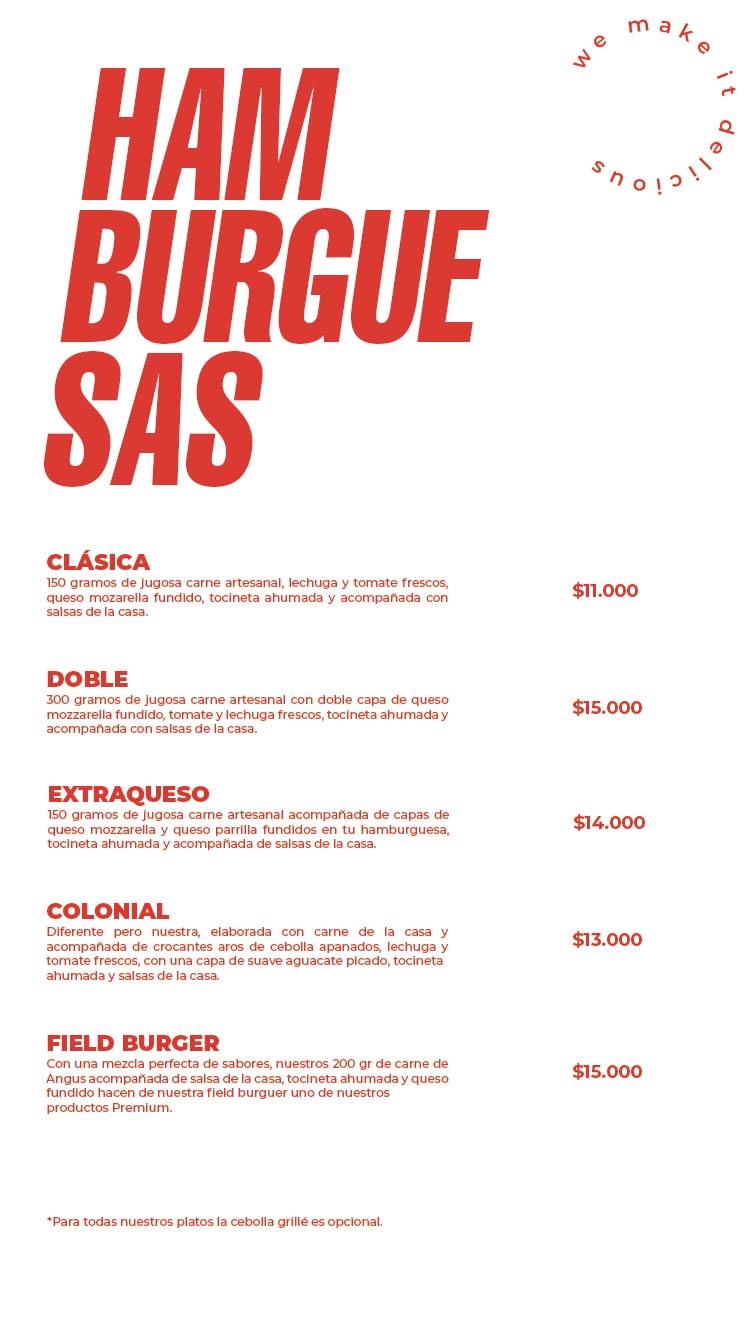 we make it delicious
HAM
BURGUE
SAS
CLÁSICA
150 gramos de jugosa carne artesanal, lechuga y tomate frescos,
queso mozarella fundido, tocineta ahumada y acompañada con
salsas de la casa.
$11.000
DOBLE
300 gramos de jugosa carne artesanal con doble capa de queso
mozzarella fundido, tomate y lechuga frescos, tocineta ahumada y
acompañada con salsas de la casa.
$15.000
EXTRAQUESO
150 gramos de jugosa carne artesanal acompañada de capas de
queso mozzarella y queso parrilla fundidos en tu hamburguesa,
tocineta ahumada y acompañada de salsas de la casa.
$14.000
COLONIAL
Diferente pero nuestra, elaborada con carne de la casa y
acompañada de crocantes aros de cebolla apanados, lechuga y
tomate frescos, con una capa de suave aguacate picado, tocineta
ahumada y salsas de la casa.
$13.000
FIELD BURGER
Con una mezcla perfecta de sabores, nuestros 200 gr de carne de
Angus acompañada de salsa de la casa, tocineta ahumada y queso
fundido hacen de nuestra field burguer uno de nuestros
productos Premium.
$15.000
*Para todas nuestros platos la cebolla grillé es opcional.